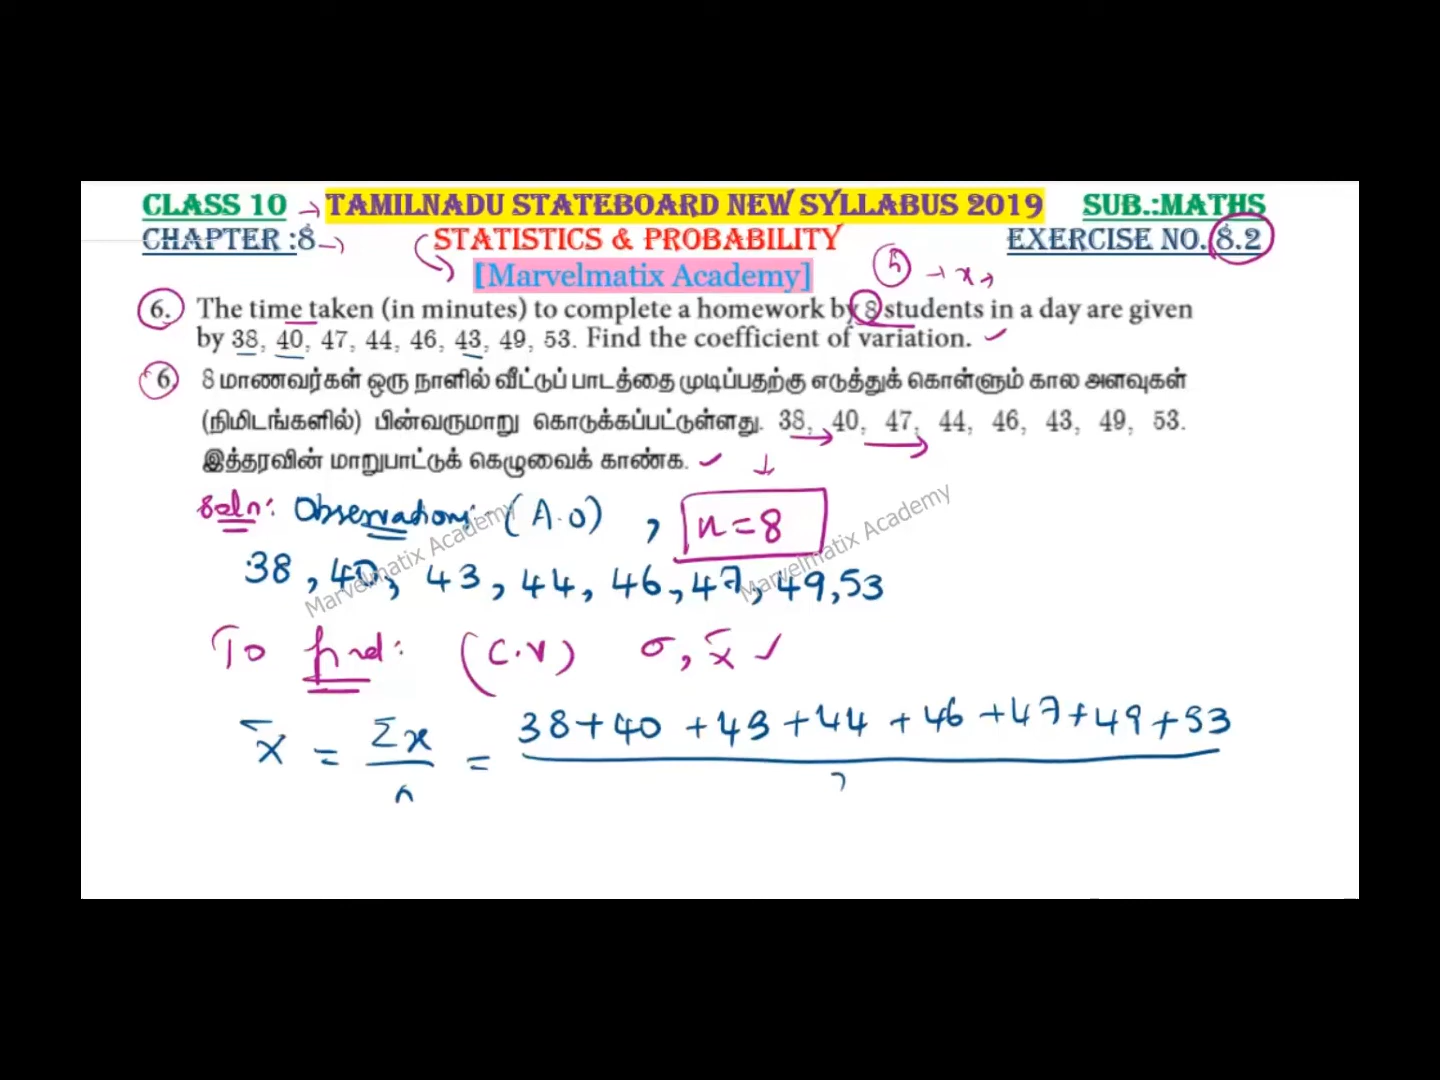 CLASS 10 → TAMILNADU STATEBOARD NEW SYLLABUS 2019 SUB.:MATHS
CHAPTER :8 → STATISTICS & PROBABILITY EXERCISE NO. 8.2
[Marvelmatix Academy] 5 → x →
6. The time taken (in minutes) to complete a homework by 8 students in a day are given
by 38, 40, 47, 44, 46, 43, 49, 53. Find the coefficient of variation.
6 8 மாணவர்கள் ஒரு நாளில் வீட்டுப் பாடத்தை முடிப்பதற்கு எடுத்துக் கொள்ளும் கால அளவுகள்
(நிமிடங்களில்) பின்வருமாறு கொடுக்கப்பட்டுள்ளது. 38, 40, 47, 44, 46, 43, 49, 53.
இத்தரவின் மாறுபாட்டுக் கெழுவைக் காண்க.
Soln: Observations:- (A.O) , n = 8
38, 40, 43, 44, 46, 47, 49, 53
Marvelmatix Academy
Marvelmatix Academy
To find: (C.V) σ, x̄ ✓
x̄ = Σx / n = 38+40+43+44+46+47+49+53